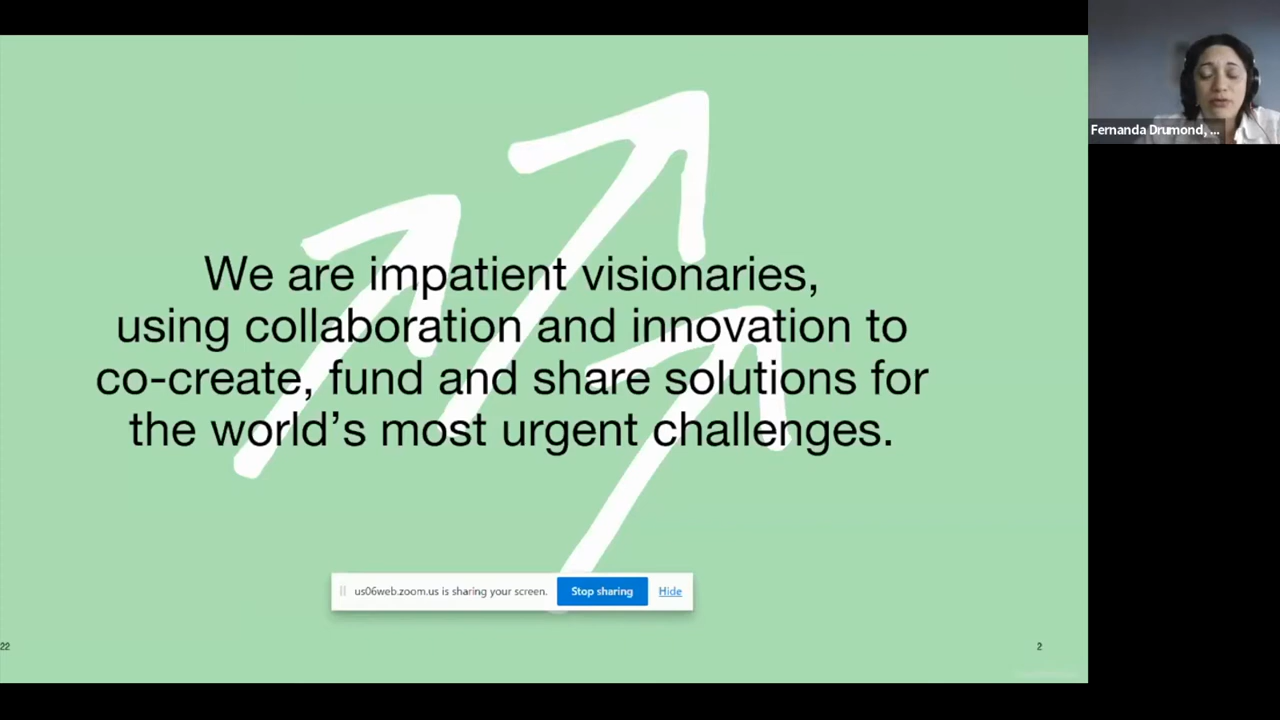 We are impatient visionaries,
using collaboration and innovation to
co-create, fund and share solutions for
the world's most urgent challenges.
us06web.zoom.us is sharing your screen.
Stop sharing
Hide
22
2
Fernanda Drumond, ...